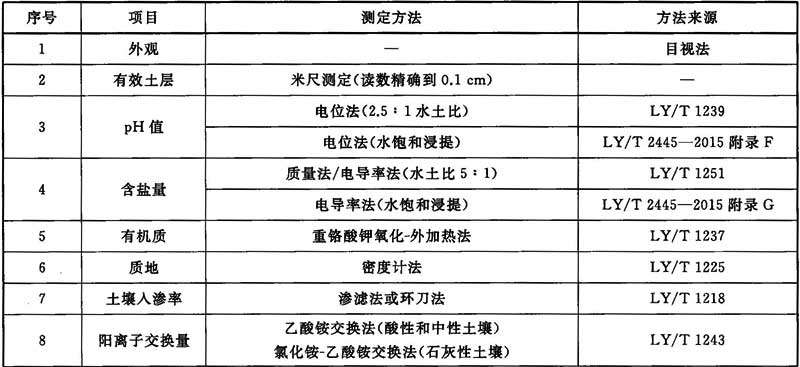 序号 项目 测定方法 方法来源
1 外观 — 目视法
2 有效土层 米尺测定(读数精确到0.1 cm) —
3 pH值 电位法(2.5∶1水土比) LY/T 1239
电位法(水饱和浸提) LY/T 2445—2015 附录F
4 含盐量 质量法/电导率法(水土比5∶1) LY/T 1251
电导率法(水饱和浸提) LY/T 2445—2015 附录G
5 有机质 重铬酸钾氧化-外加热法 LY/T 1237
6 质地 密度计法 LY/T 1225
7 土壤入渗率 渗滤法或环刀法 LY/T 1218
8 阳离子交换量 乙酸铵交换法(酸性和中性土壤) LY/T 1243
氯化铵-乙酸铵交换法(石灰性土壤)